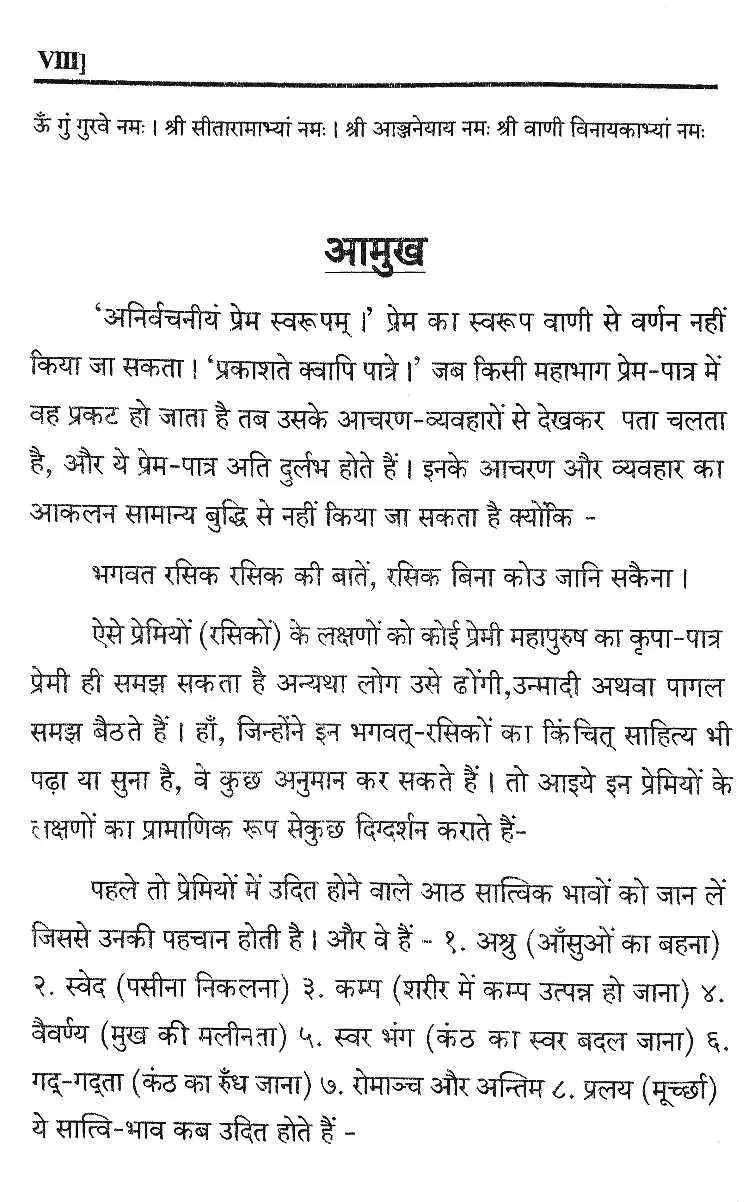 VIII]
ॐ गुं गुरवे नमः। श्री सीतारामाभ्यां नमः। श्री आञ्जनेयाय नमः श्री वाणी विनायकाभ्यां नमः
आमुख
‘अनिर्वचनीयं प्रेम स्वरूपम्।’ प्रेम का स्वरूप वाणी से वर्णन नहीं
किया जा सकता। ‘प्रकाशते क्वापि पात्रे।’ जब किसी महाभाग प्रेम-पात्र में
वह प्रकट हो जाता है तब उसके आचरण-व्यवहारों से देखकर पता चलता
है, और ये प्रेम-पात्र अति दुर्लभ होते हैं। इनके आचरण और व्यवहार का
आकलन सामान्य बुद्धि से नहीं किया जा सकता है क्योंकि -
भगवत रसिक रसिक की बातें, रसिक बिना कोउ जानि सकैना।
ऐसे प्रेमियों (रसिकों) के लक्षणों को कोई प्रेमी महापुरुष का कृपा-पात्र
प्रेमी ही समझ सकता है अन्यथा लोग उसे ढोंगी,उन्मादी अथवा पागल
समझ बैठते हैं। हाँ, जिन्होंने इन भगवत्-रसिकों का किंचित् साहित्य भी
पढ़ा या सुना है, वे कुछ अनुमान कर सकते हैं। तो आइये इन प्रेमियों के
लक्षणों का प्रामाणिक रूप सेकुछ दिग्दर्शन कराते हैं-
पहले तो प्रेमियों में उदित होने वाले आठ सात्विक भावों को जान लें
जिससे उनकी पहचान होती है। और वे हैं - १. अश्रु (आँसुओं का बहना)
२. स्वेद (पसीना निकलना) ३. कम्प (शरीर में कम्प उत्पन्न हो जाना) ४.
वैवर्ण्य (मुख की मलीनता) ५. स्वर भंग (कंठ का स्वर बदल जाना) ६.
गद्-गद्ता (कंठ का रुँध जाना) ७. रोमाञ्च और अन्तिम ८. प्रलय (मूर्च्छा)
ये सात्वि-भाव कब उदित होते हैं -